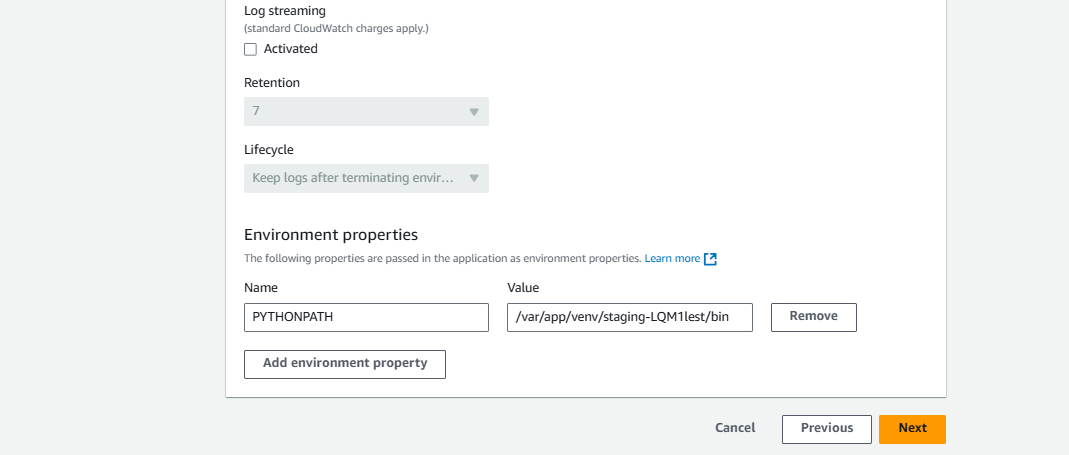 Log streaming
(standard CloudWatch charges apply.)
Activated
Retention
7
Lifecycle
Keep logs after terminating envir...
Environment properties
The following properties are passed in the application as environment properties. Learn more
Name Value
PYTHONPATH /var/app/venv/staging-LQM1lest/bin Remove
Add environment property
Cancel Previous Next